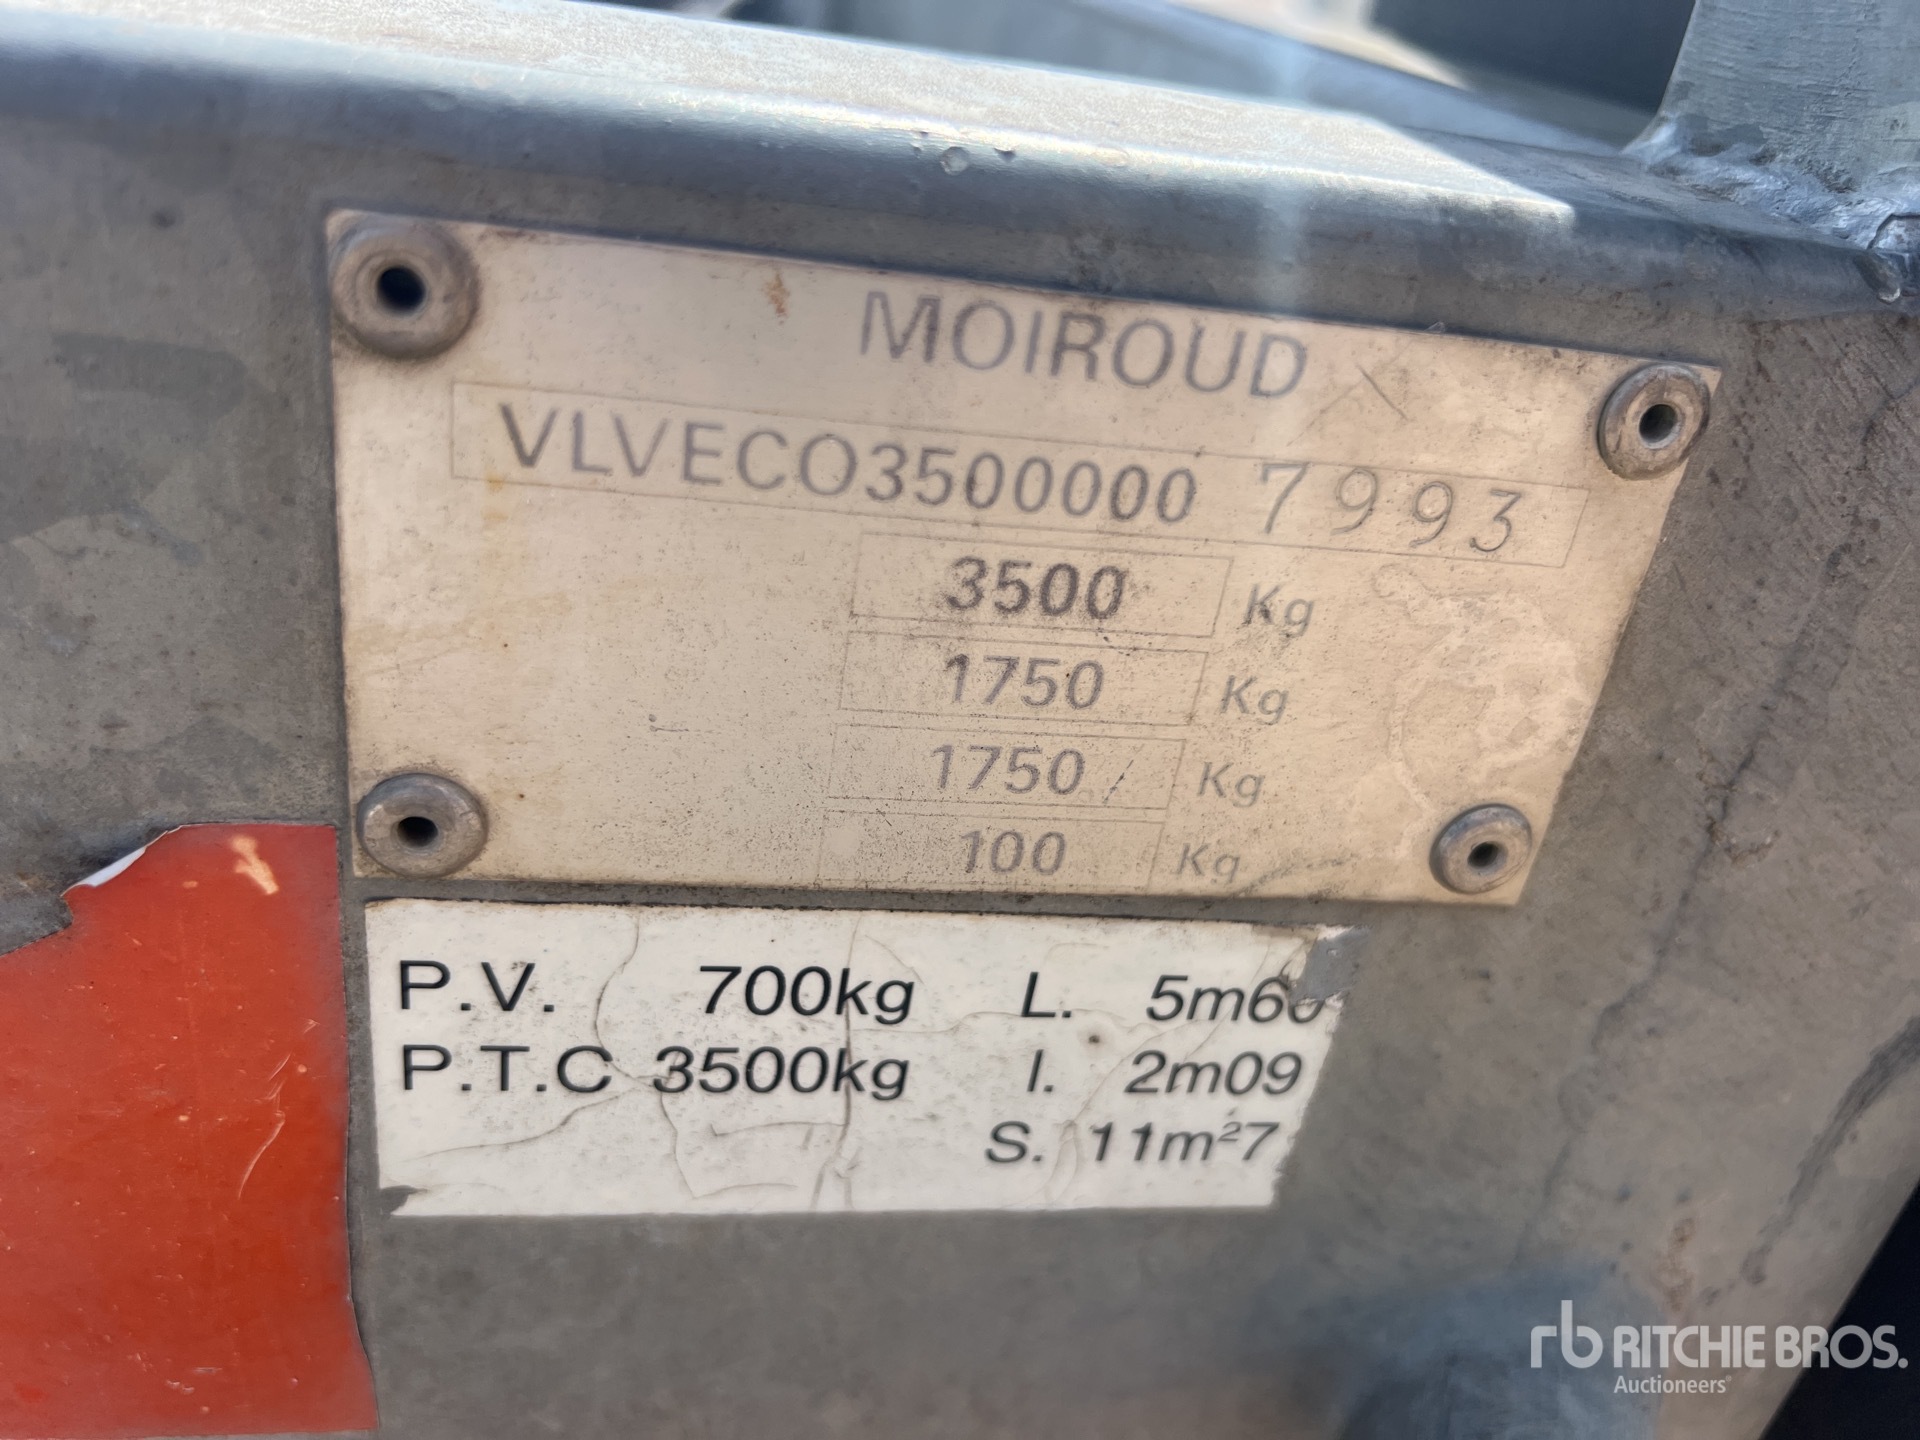 MOIROUD
VLVECO3500000 7993
3500 Kg
1750 Kg
1750 Kg
100 Kg
P.V. 700kg L. 5m60
P.T.C 3500kg l. 2m09
S. 11m²7
rb RITCHIE BROS.
Auctioneers